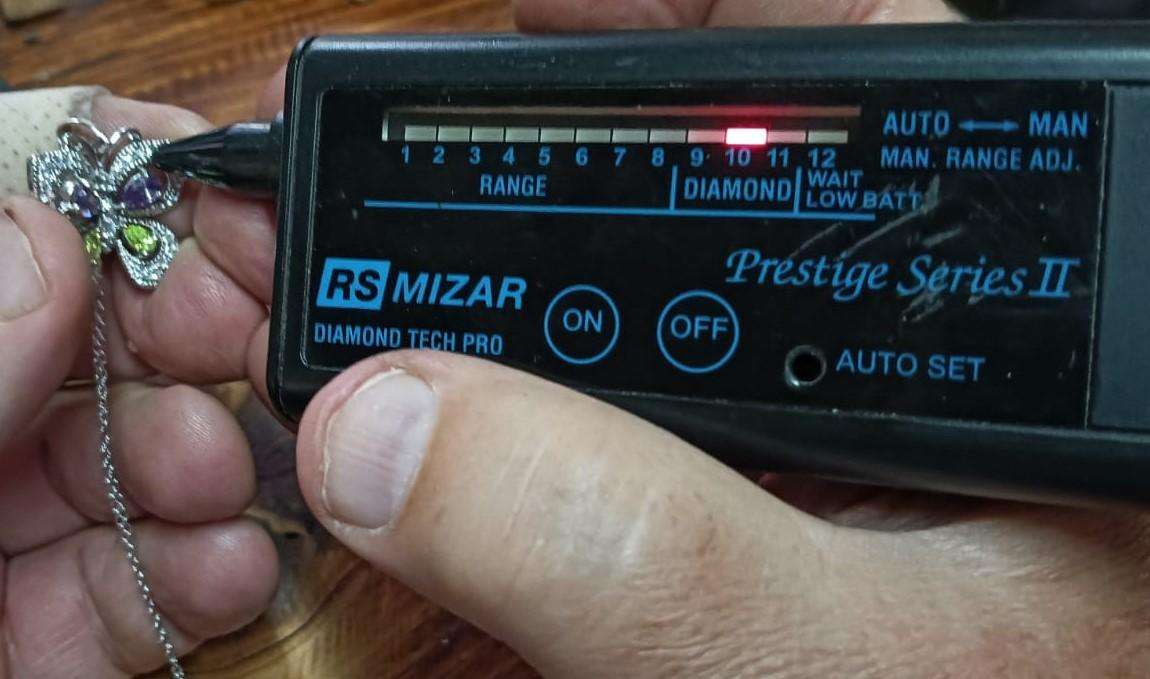 AUTO ⟷ MAN
MAN. RANGE ADJ.
1 2 3 4 5 6 7 8 9 10 11 12
RANGE
DIAMOND
WAIT
LOW BATT.
Prestige Series II
RS MIZAR
DIAMOND TECH PRO
ON
OFF
AUTO SET